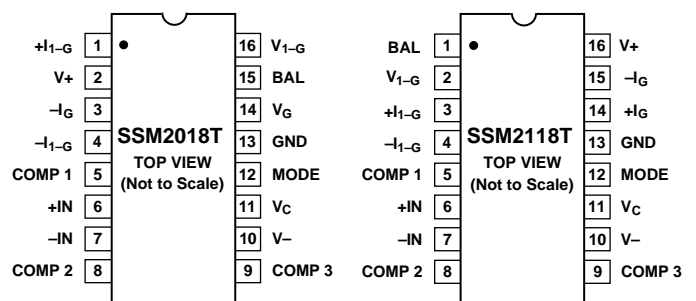 +I1–G 1 16 V1–G
V+ 2 15 BAL
–IG 3 14 VG
–I1–G 4 13 GND
COMP 1 5 12 MODE
+IN 6 11 VC
–IN 7 10 V–
COMP 2 8 9 COMP 3
SSM2018T
TOP VIEW
(Not to Scale)
BAL 1 16 V+
V1–G 2 15 –IG
+I1–G 3 14 +IG
–I1–G 4 13 GND
COMP 1 5 12 MODE
+IN 6 11 VC
–IN 7 10 V–
COMP 2 8 9 COMP 3
SSM2118T
TOP VIEW
(Not to Scale)